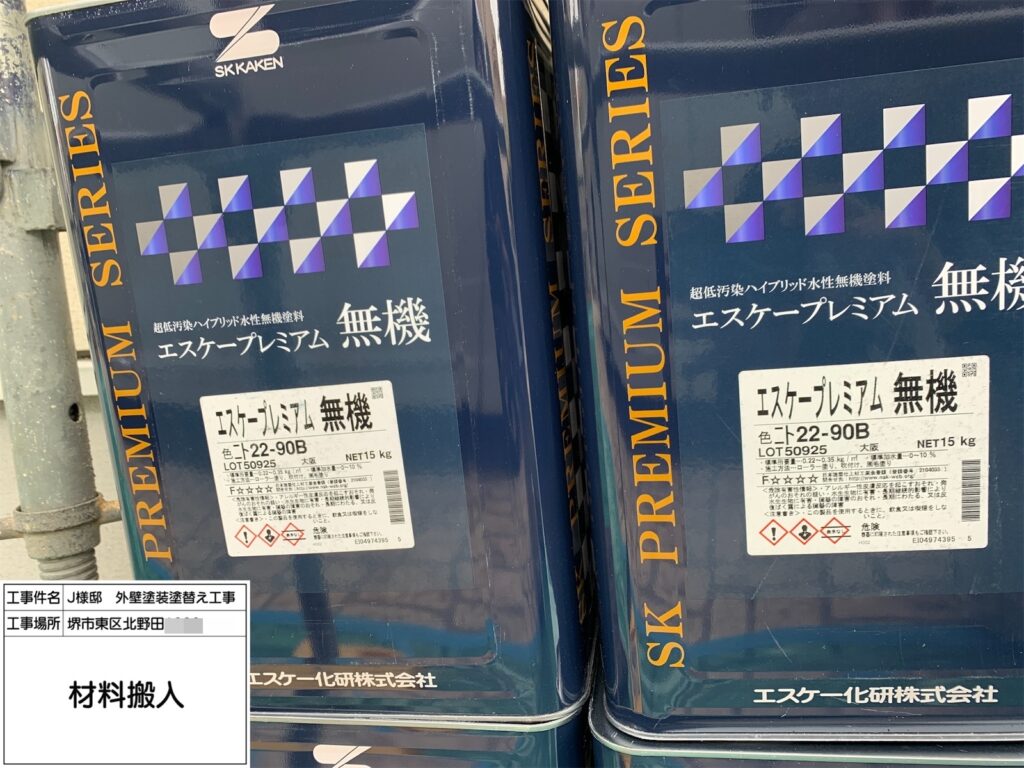 SK KAKEN
PREMIUM SERIES
超低汚染ハイブリッド水性無機塗料
エスケープレミアム 無機
エスケープレミアム 無機
色 ニト22-90B
LOT50925 大阪 NET15 kg
F☆☆☆☆
危険
EI04974395 5
エスケー化研株式会社
SK PREMIUM SERIES
超低汚染ハイブリッド水性無機塗料
エスケープレミアム 無機
エスケープレミアム 無機
色 ニト22-90B
LOT50925 大阪 NET15 kg
F☆☆☆☆
危険
EI04974395 5
エスケー化研株式会社
工事件名 J様邸 外壁塗装塗替え工事
工事場所 堺市東区北野田
材料搬入